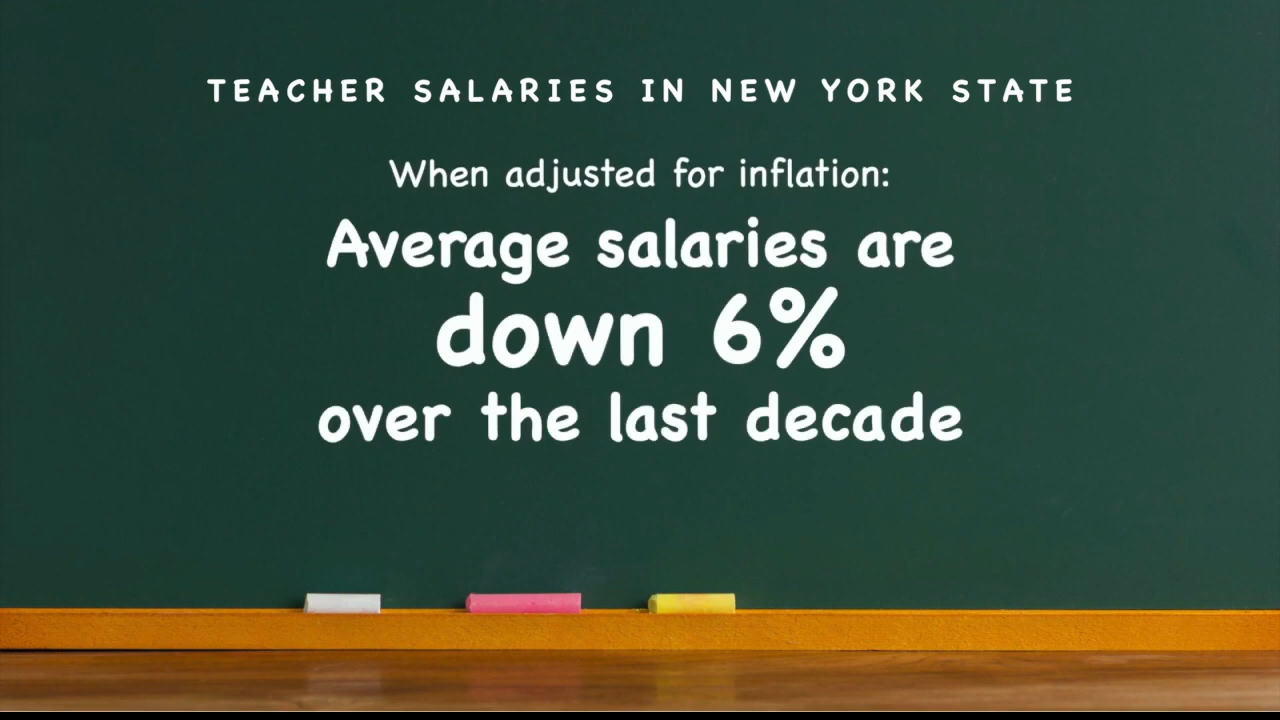 TEACHER SALARIES IN NEW YORK STATE
When adjusted for inflation:
Average salaries are
down 6%
over the last decade